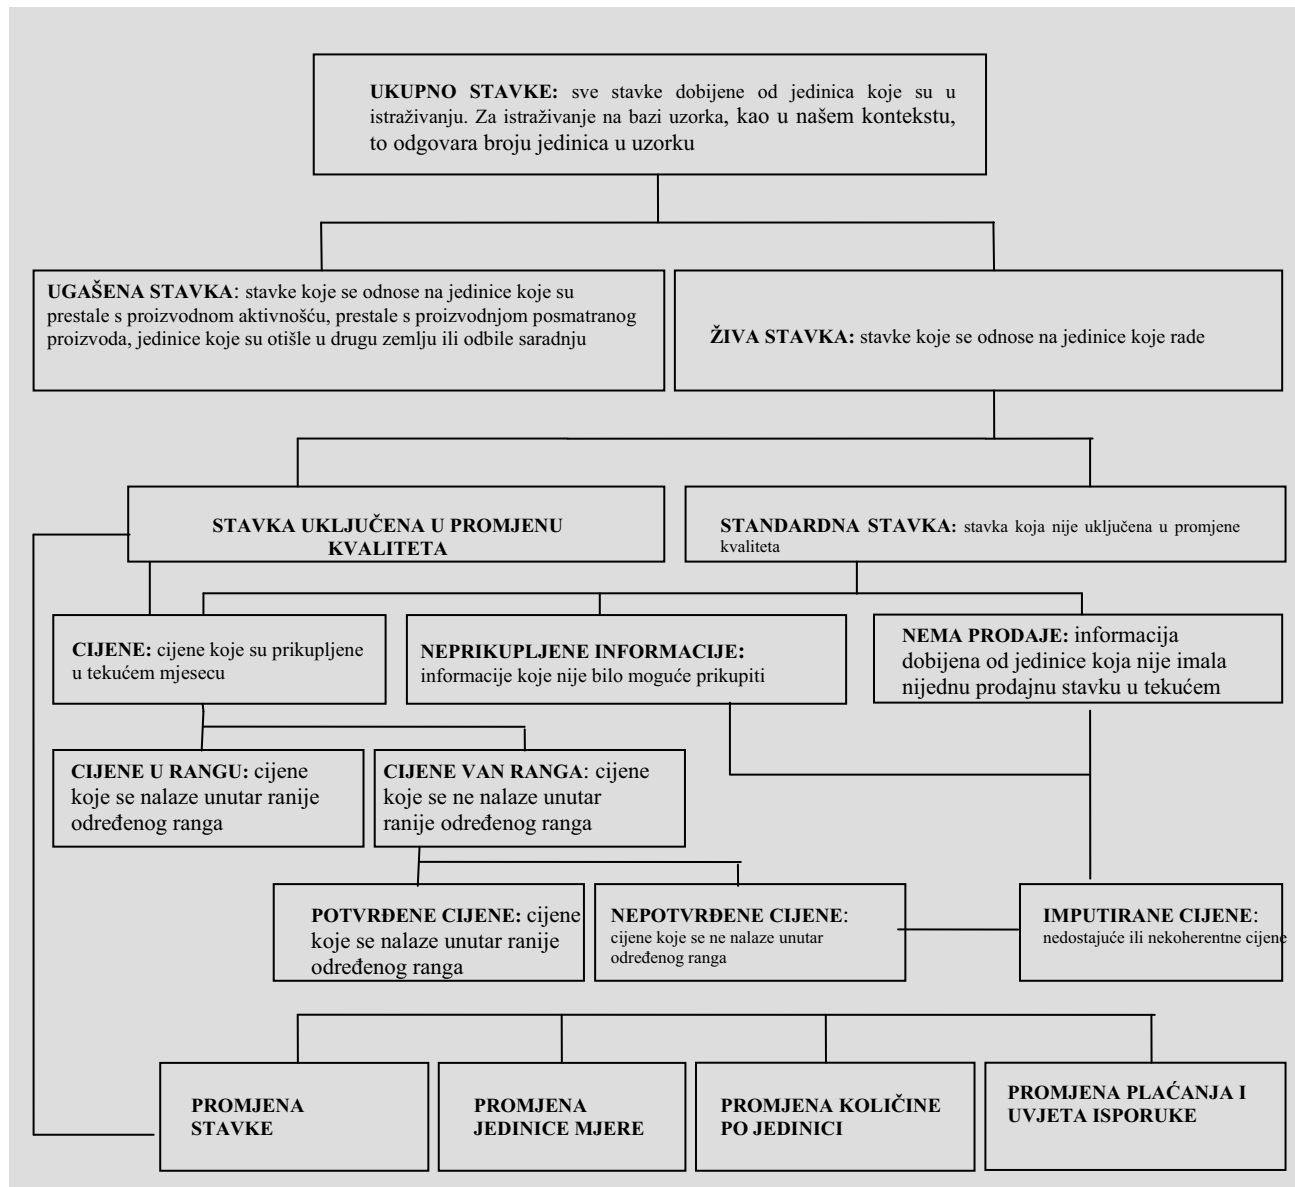 UKUPNO STAVKE: sve stavke dobijene od jedinica koje su u
istraživanju. Za istraživanje na bazi uzorka, kao u našem kontekstu,
to odgovara broju jedinica u uzorku
UGAŠENA STAVKA: stavke koje se odnose na jedinice koje su
prestale s proizvodnom aktivnošću, prestale s proizvodnjom posmatranog
proizvoda, jedinice koje su otišle u drugu zemlju ili odbile saradnju
ŽIVA STAVKA: stavke koje se odnose na jedinice koje rade
STAVKA UKLJUČENA U PROMJENU
KVALITETA
STANDARDNA STAVKA: stavka koja nije uključena u promjene
kvaliteta
CIJENE: cijene koje su prikupljene
u tekućem mjesecu
NEPRIKUPLJENE INFORMACIJE:
informacije koje nije bilo moguće prikupiti
NEMA PRODAJE: informacija
dobijena od jedinice koja nije imala
nijednu prodajnu stavku u tekućem
CIJENE U RANGU: cijene
koje se nalaze unutar ranije
određenog ranga
CIJENE VAN RANGA: cijene
koje se ne nalaze unutar
ranije određenog ranga
POTVRĐENE CIJENE: cijene
koje se nalaze unutar ranije
određenog ranga
NEPOTVRĐENE CIJENE:
cijene koje se ne nalaze unutar
određenog ranga
IMPUTIRANE CIJENE:
nedostajuće ili nekoherentne cijene
PROMJENA
STAVKE
PROMJENA
JEDINICE MJERE
PROMJENA KOLIČINE
PO JEDINICI
PROMJENA PLAĆANJA I
UVJETA ISPORUKE